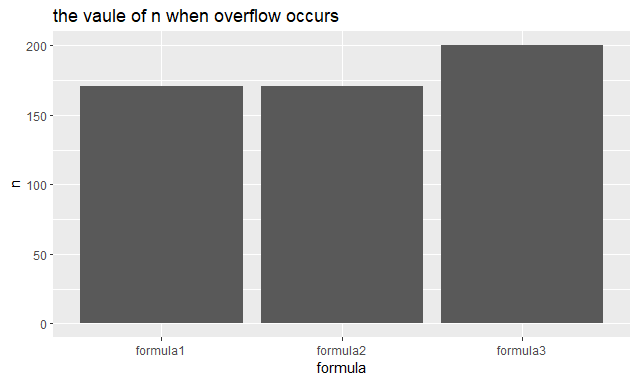 the vaule of n when overflow occurs
200
150
100
50
0
n
formula1 formula2 formula3
formula